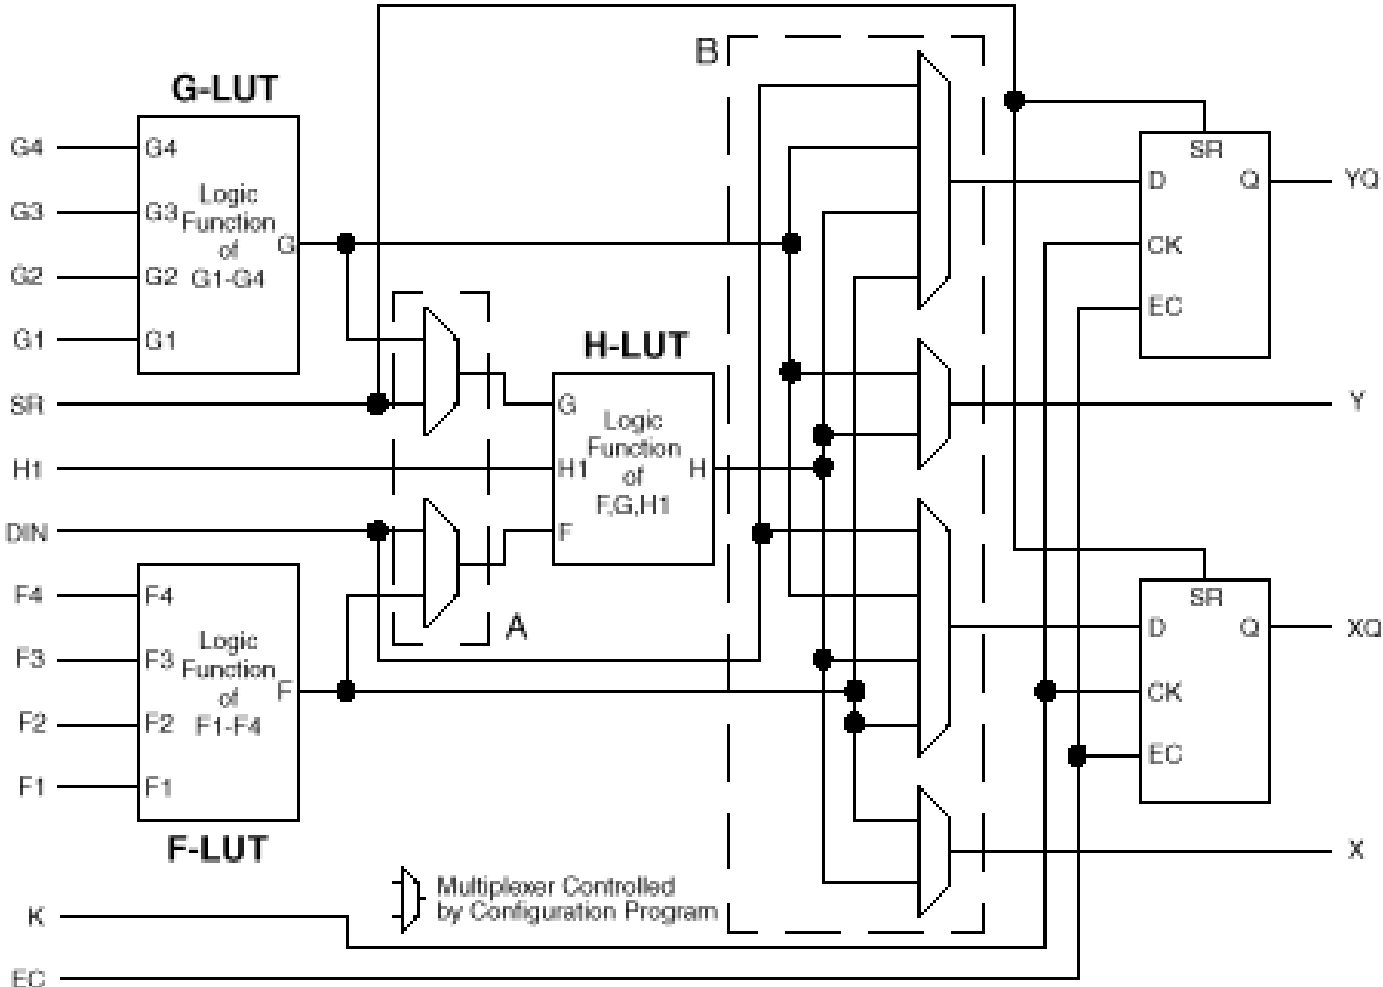 B
G-LUT
G4
G3
G2
G1
G4
G3
G2
G1
Logic
Function
of
G1-G4
G
SR
H1
DIN
H-LUT
G
H1
F
Logic
Function
of
F,G,H1
H
A
F4
F3
F2
F1
F4
F3
F2
F1
Logic
Function
of
F1-F4
F
F-LUT
K
EC
Multiplexer Controlled
by Configuration Program
SR
D
Q
CK
EC
YQ
Y
SR
D
Q
CK
EC
XQ
X